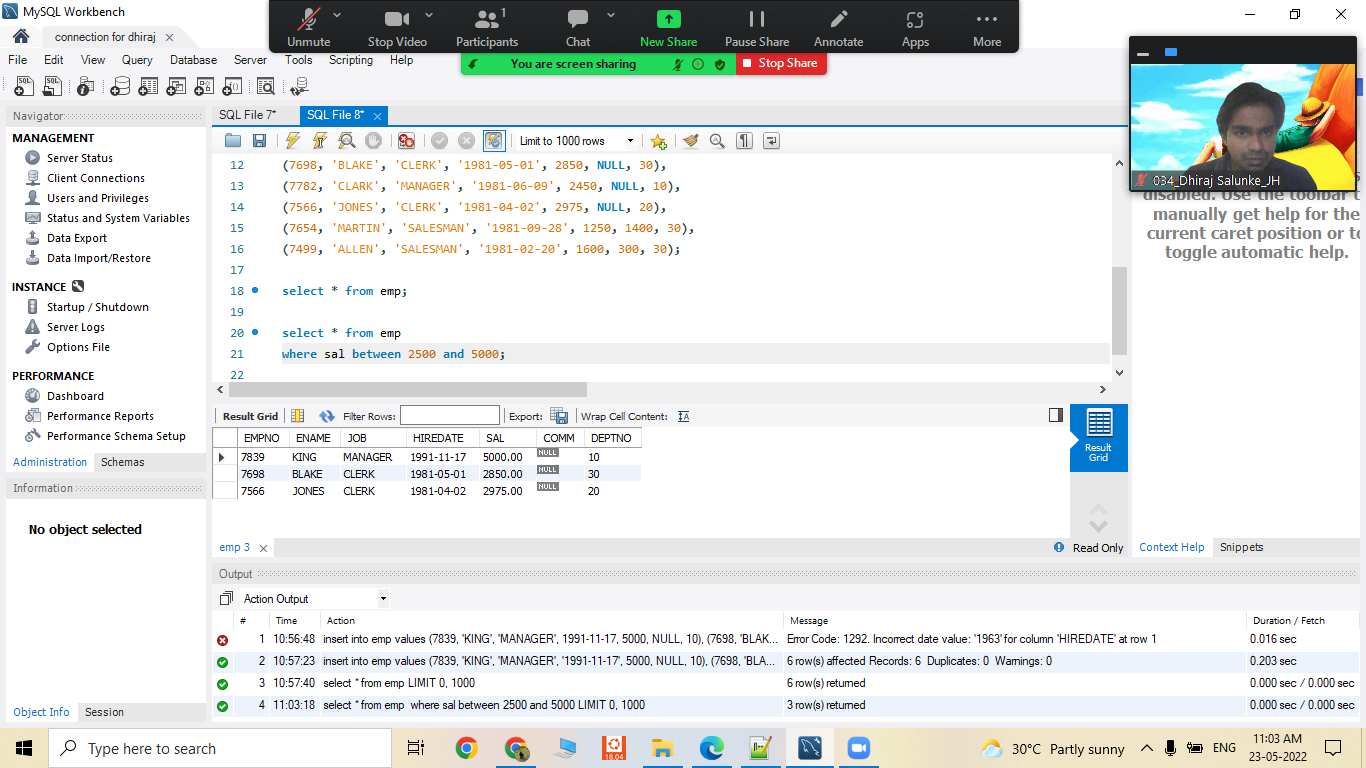 MySQL Workbench
connection for dhiraj
File Edit View Query Database Server Tools Scripting Help
Unmute Stop Video Participants 1 Chat New Share Pause Share Annotate Apps More
You are screen sharing Stop Share
034_Dhiraj Salunke_JH
Navigator
MANAGEMENT
Server Status
Client Connections
Users and Privileges
Status and System Variables
Data Export
Data Import/Restore
INSTANCE
Startup / Shutdown
Server Logs
Options File
PERFORMANCE
Dashboard
Performance Reports
Performance Schema Setup
Administration Schemas
Information
No object selected
Object Info Session
SQL File 7* SQL File 8*
Limit to 1000 rows
12 (7698, 'BLAKE', 'CLERK', '1981-05-01', 2850, NULL, 30),
13 (7782, 'CLARK', 'MANAGER', '1981-06-09', 2450, NULL, 10),
14 (7566, 'JONES', 'CLERK', '1981-04-02', 2975, NULL, 20),
15 (7654, 'MARTIN', 'SALESMAN', '1981-09-28', 1250, 1400, 30),
16 (7499, 'ALLEN', 'SALESMAN', '1981-02-20', 1600, 300, 30);
17
18 select * from emp;
19
20 select * from emp
21 where sal between 2500 and 5000;
22
Result Grid Filter Rows: Export: Wrap Cell Content:
EMPNO ENAME JOB HIREDATE SAL COMM DEPTNO
7839 KING MANAGER 1991-11-17 5000.00 NULL 10
7698 BLAKE CLERK 1981-05-01 2850.00 NULL 30
7566 JONES CLERK 1981-04-02 2975.00 NULL 20
Result
Grid
emp 3 Read Only
disabled. Use the toolbar
manually get help for the
current caret position or to
toggle automatic help.
Context Help Snippets
Output
Action Output
# Time Action Message Duration / Fetch
1 10:56:48 insert into emp values (7839, 'KING', 'MANAGER', 1991-11-17, 5000, NULL, 10), (7698, 'BLAK... Error Code: 1292. Incorrect date value: '1963' for column 'HIREDATE' at row 1 0.016 sec
2 10:57:23 insert into emp values (7839, 'KING', 'MANAGER', '1991-11-17', 5000, NULL, 10), (7698, 'BLA... 6 row(s) affected Records: 6 Duplicates: 0 Warnings: 0 0.203 sec
3 10:57:40 select * from emp LIMIT 0, 1000 6 row(s) returned 0.000 sec / 0.000 sec
4 11:03:18 select * from emp where sal between 2500 and 5000 LIMIT 0, 1000 3 row(s) returned 0.000 sec / 0.000 sec
Type here to search
18.04
30°C Partly sunny
ENG
11:03 AM
23-05-2022